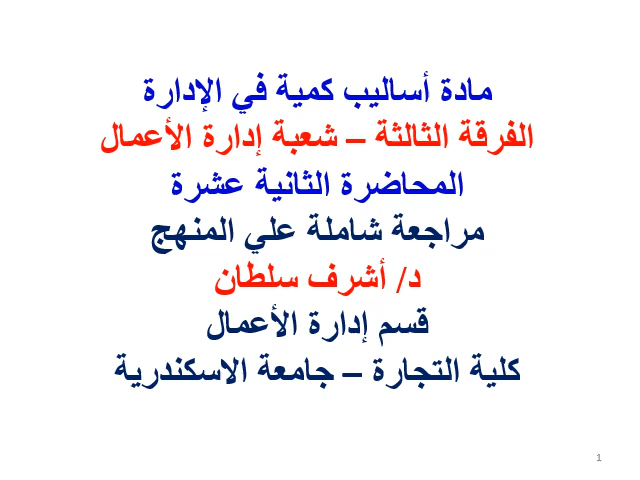 مادة أساليب كمية في الإدارة
الفرقة الثالثة – شعبة إدارة الأعمال
المحاضرة الثانية عشرة
مراجعة شاملة علي المنهج
د/ أشرف سلطان
قسم إدارة الأعمال
كلية التجارة – جامعة الاسكندرية
1